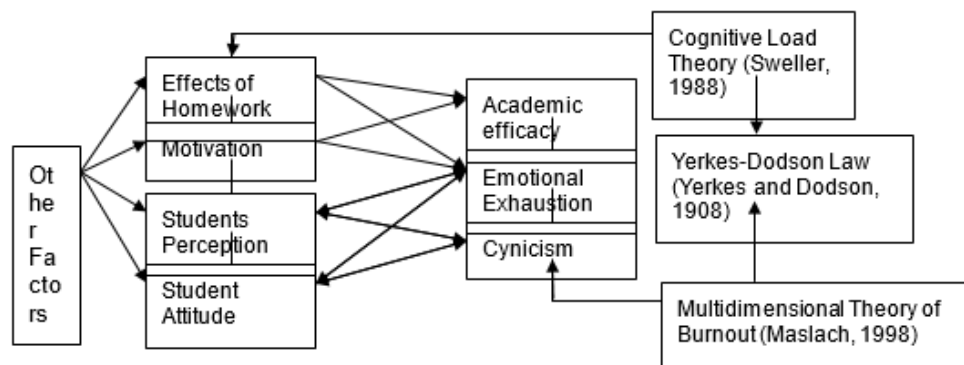 Ot
he
r
Fa
cto
rs
Effects of
Homework
Motivation
Students
Perception
Student
Attitude
Academic
efficacy
Emotional
Exhaustion
Cynicism
Cognitive Load
Theory (Sweller,
1988)
Yerkes-Dodson Law
(Yerkes and Dodson,
1908)
Multidimensional Theory of
Burnout (Maslach, 1998)